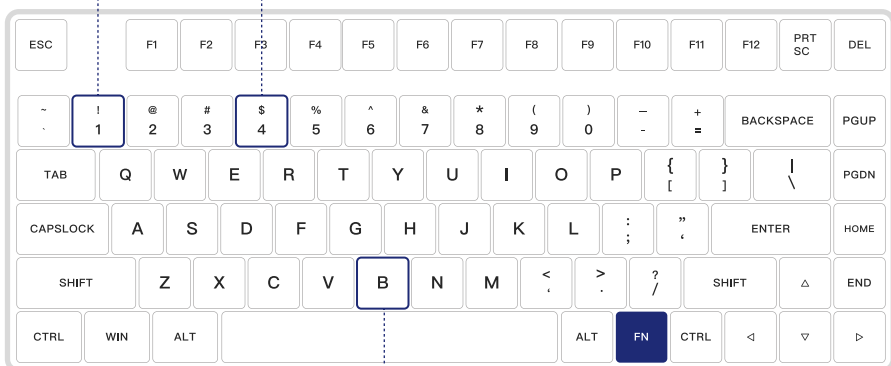 ESC F1 F2 F3 F4 F5 F6 F7 F8 F9 F10 F11 F12 PRT SC DEL
~ ! @ # $ % ^ & * ( ) — +
` 1 2 3 4 5 6 7 8 9 0 - = BACKSPACE PGUP
TAB Q W E R T Y U I O P { [ } ] | \ PGDN
CAPSLOCK A S D F G H J K L : ; ” ‘ ENTER HOME
SHIFT Z X C V B N M < ‘ > . ? / SHIFT △ END
CTRL WIN ALT ALT FN CTRL ◁ ▽ ▷